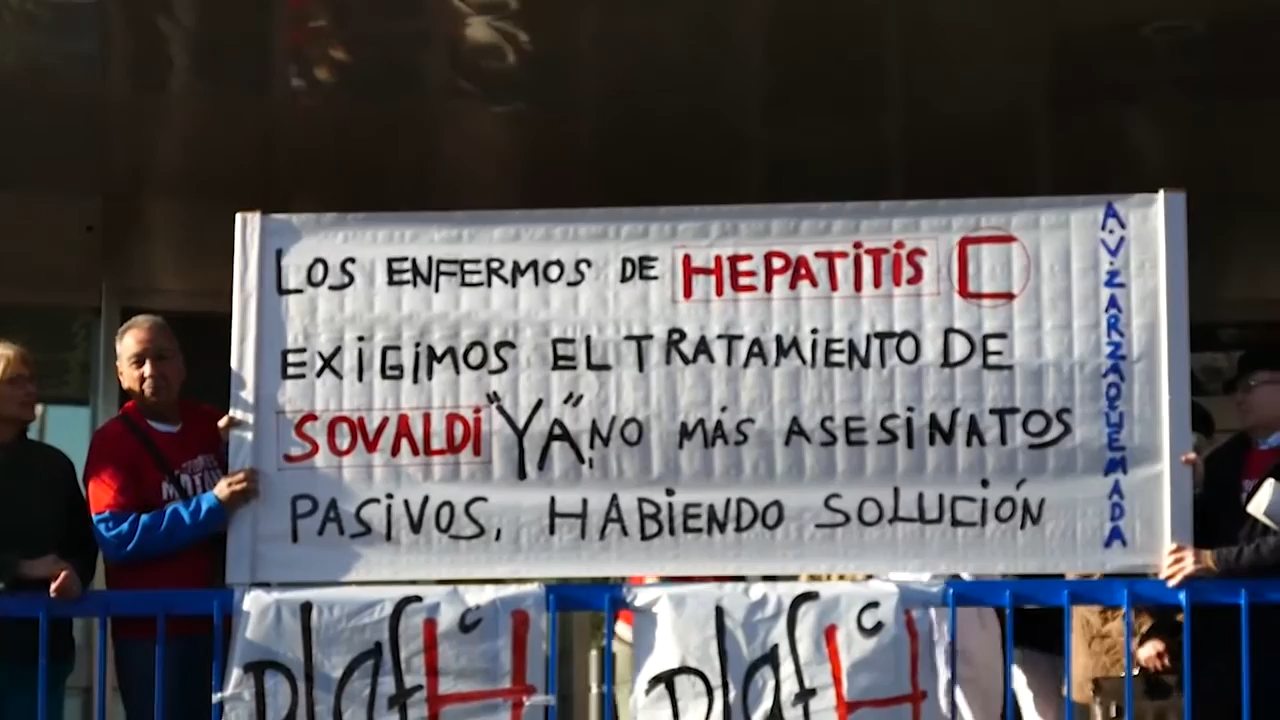 LOS ENFERMOS DE HEPATITIS C
EXIGIMOS EL TRATAMIENTO DE
SOVALDI "YA", NO MÁS ASESINATOS
PASIVOS, HABIENDO SOLUCIÓN
A.V. ZARZAQUEMADA
plafHc
plafHc